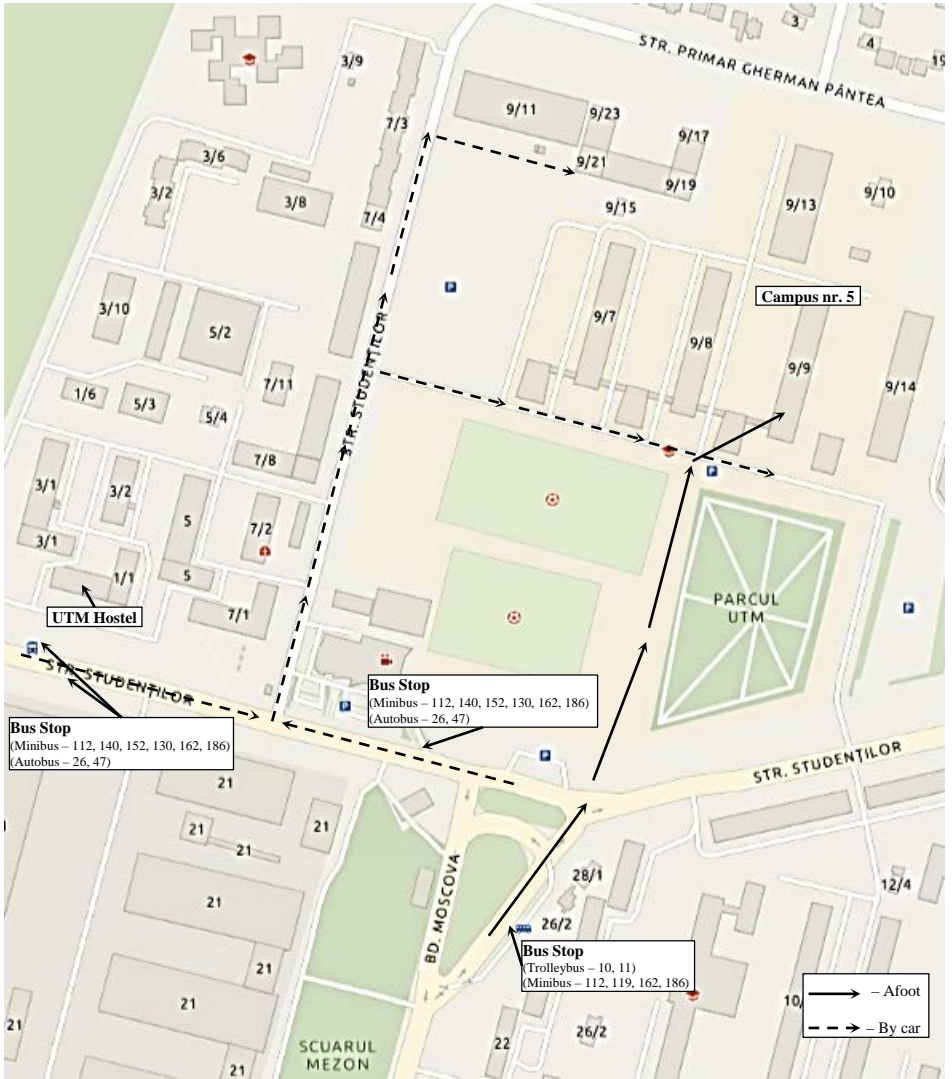 STR. PRIMAR GHERMAN PÂNTEA
3
4
19
3/9
7/3
9/11
9/23
9/17
9/21
9/19
9/15
9/13
9/10
3/6
3/2
3/8
7/4
Campus nr. 5
3/10
5/2
9/7
9/8
9/9
9/14
7/11
1/6
5/3
5/4
STR. STUDENȚILOR
7/8
3/1
3/2
5
7/2
3/1
1/1
5
7/1
UTM Hostel
PARCUL
UTM
STR. STUDENȚILOR
Bus Stop
(Minibus – 112, 140, 152, 130, 162, 186)
(Autobus – 26, 47)
Bus Stop
(Minibus – 112, 140, 152, 130, 162, 186)
(Autobus – 26, 47)
STR. STUDENȚILOR
21
21
21
21
21
21
21
21
21
21
BD. MOSCOVA
28/1
26/2
12/4
Bus Stop
(Trolleybus – 10, 11)
(Minibus – 112, 119, 162, 186)
– Afoot
– By car
10/
22
26/2
SCUARUL
MEZON